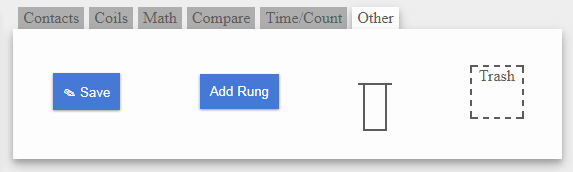 Contacts Coils Math Compare Time/Count Other
✎ Save
Add Rung
Trash